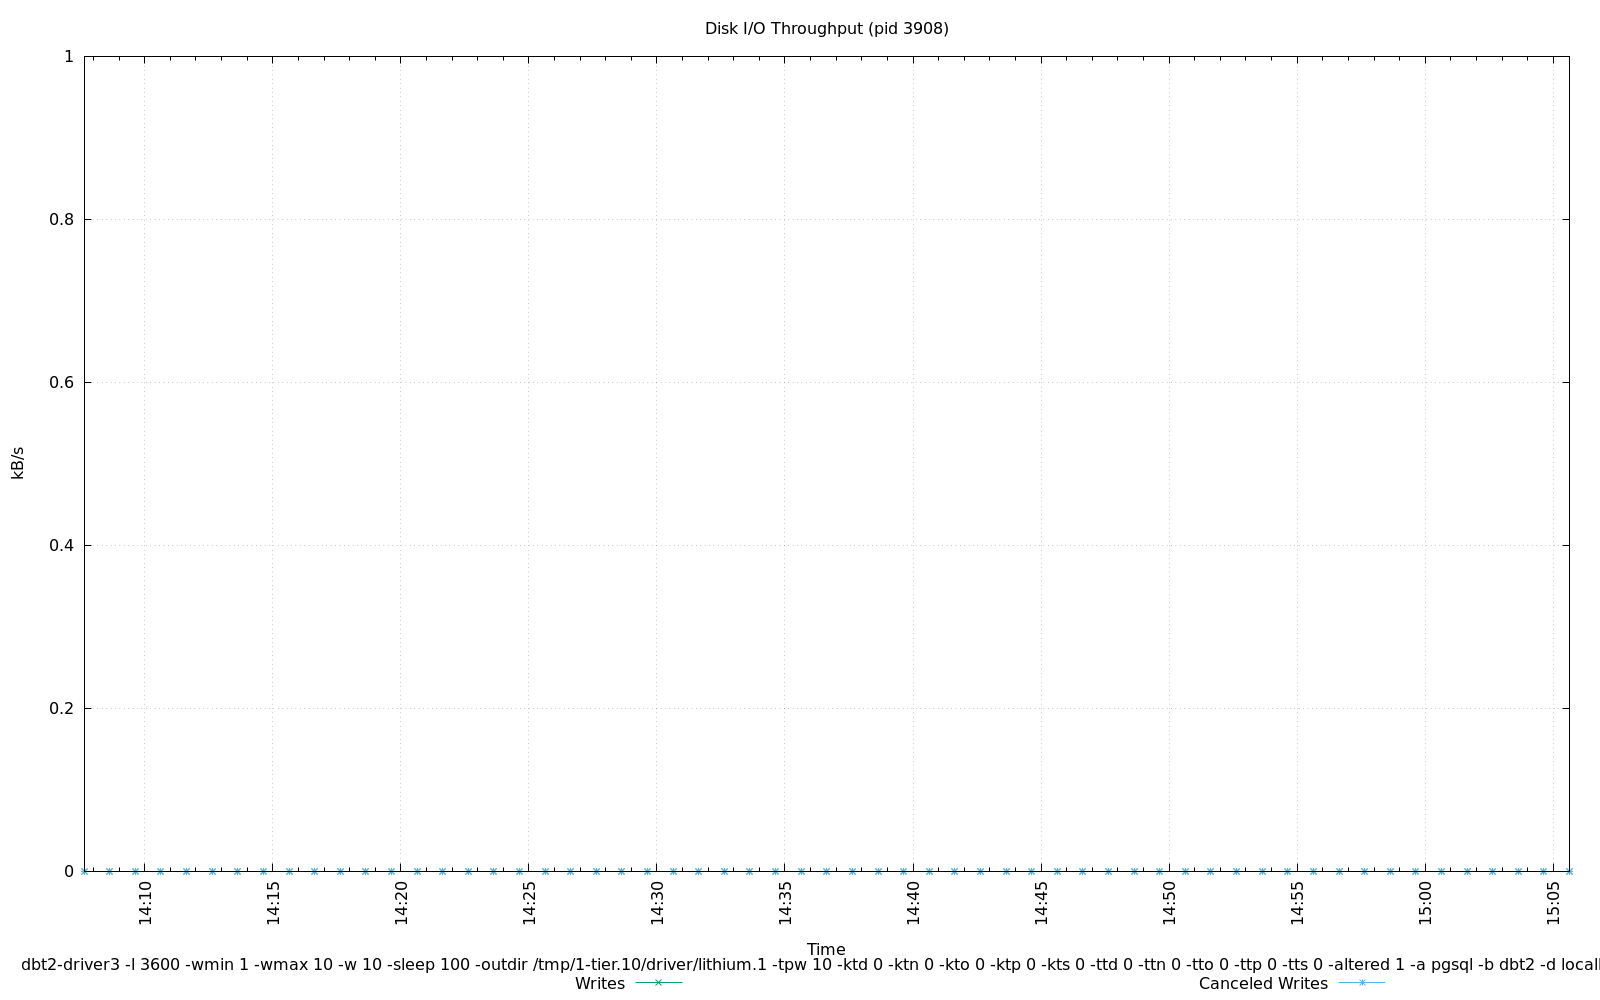 Disk I/O Throughput (pid 3908)
1
0.8
0.6
0.4
0.2
0
kB/s
14:10 14:15 14:20 14:25 14:30 14:35 14:40 14:45 14:50 14:55 15:00 15:05
Time
dbt2-driver3 -l 3600 -wmin 1 -wmax 10 -w 10 -sleep 100 -outdir /tmp/1-tier.10/driver/lithium.1 -tpw 10 -ktd 0 -ktn 0 -kto 0 -ktp 0 -kts 0 -ttd 0 -ttn 0 -tto 0 -ttp 0 -tts 0 -altered 1 -a pgsql -b dbt2 -d locall
Writes
Canceled Writes